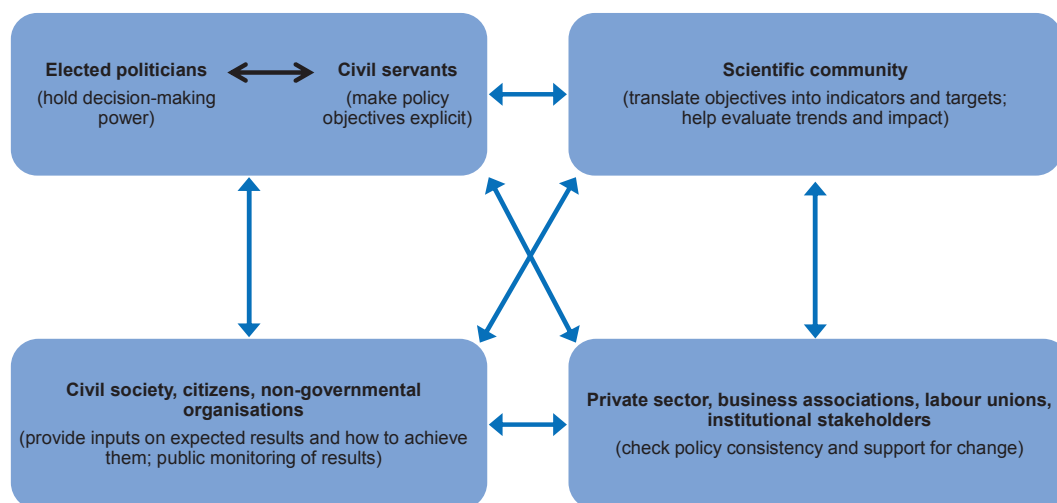 Elected politicians
(hold decision-making
power)
Civil servants
(make policy
objectives explicit)
Scientific community
(translate objectives into indicators and targets;
help evaluate trends and impact)
Civil society, citizens, non-governmental
organisations
(provide inputs on expected results and how to achieve
them; public monitoring of results)
Private sector, business associations, labour unions,
institutional stakeholders
(check policy consistency and support for change)